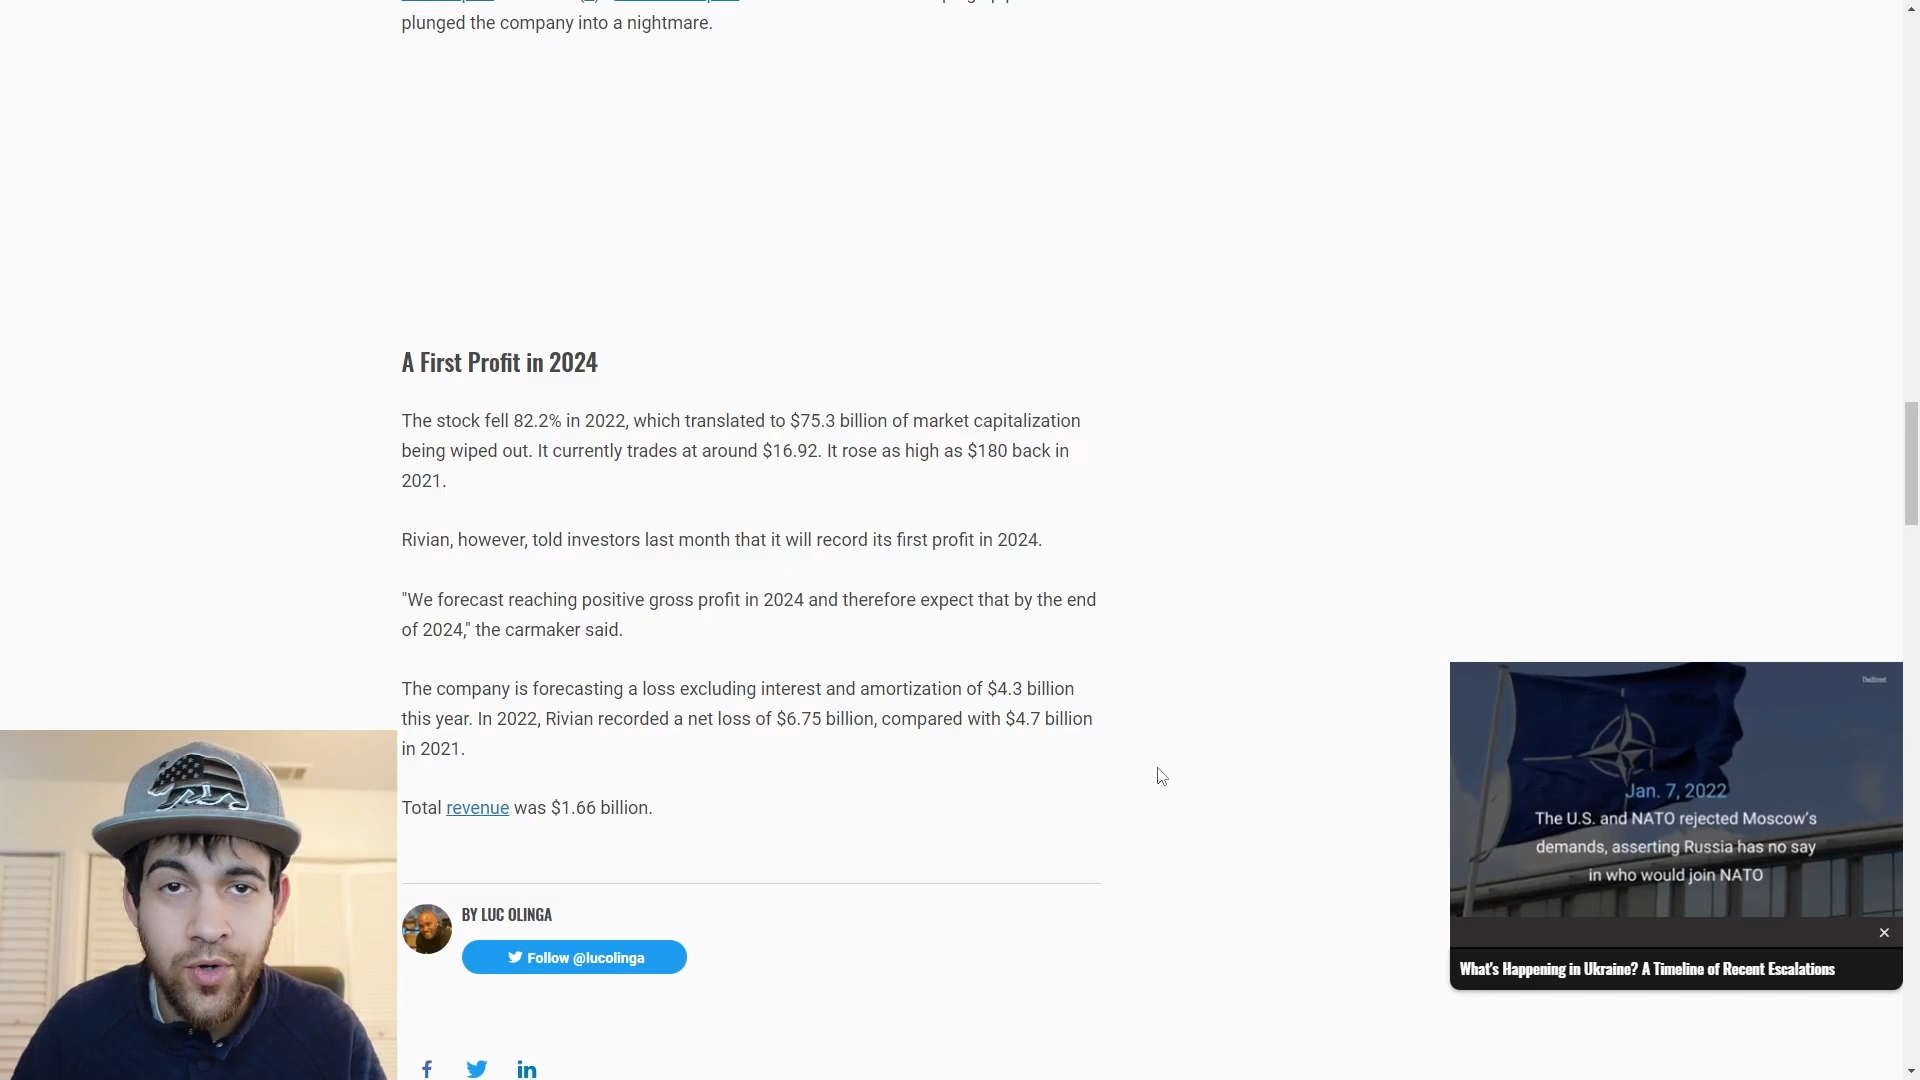 plunged the company into a nightmare.
A First Profit in 2024
The stock fell 82.2% in 2022, which translated to $75.3 billion of market capitalization
being wiped out. It currently trades at around $16.92. It rose as high as $180 back in
2021.
Rivian, however, told investors last month that it will record its first profit in 2024.
"We forecast reaching positive gross profit in 2024 and therefore expect that by the end
of 2024," the carmaker said.
The company is forecasting a loss excluding interest and amortization of $4.3 billion
this year. In 2022, Rivian recorded a net loss of $6.75 billion, compared with $4.7 billion
in 2021.
Total revenue was $1.66 billion.
BY LUC OLINGA
Follow @lucolinga
TheStreet
Jan. 7, 2022
The U.S. and NATO rejected Moscow's
demands, asserting Russia has no say
in who would join NATO
What's Happening in Ukraine? A Timeline of Recent Escalations